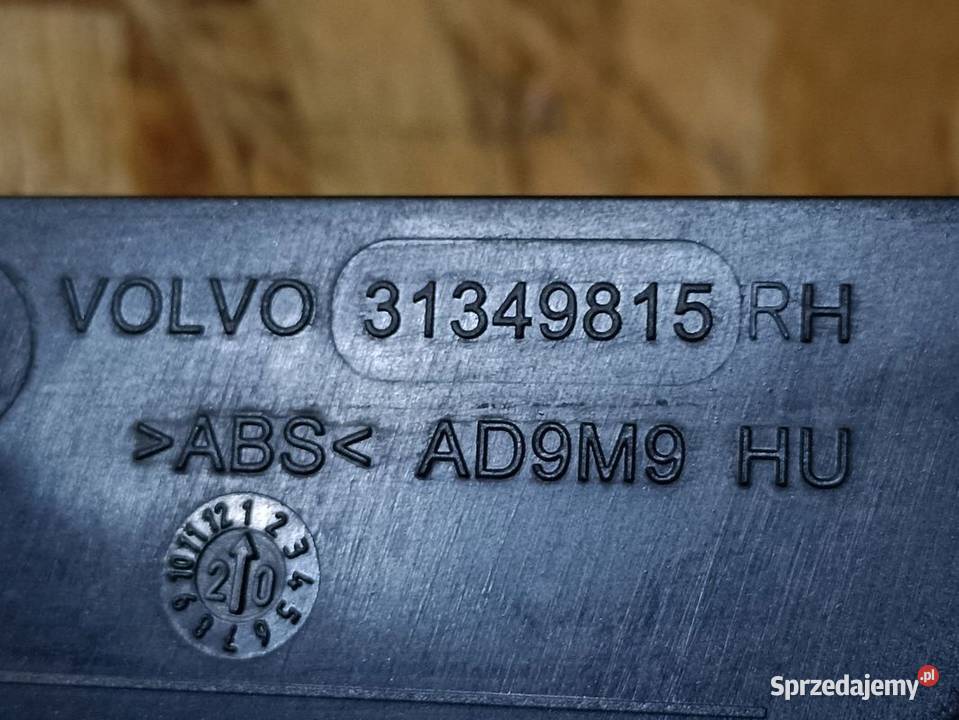 VOLVO 31349815 RH
>ABS< AD9M9 HU
1 2 3 4 5 6 7 8 9 10 11 12
20
Sprzedajemy.pl